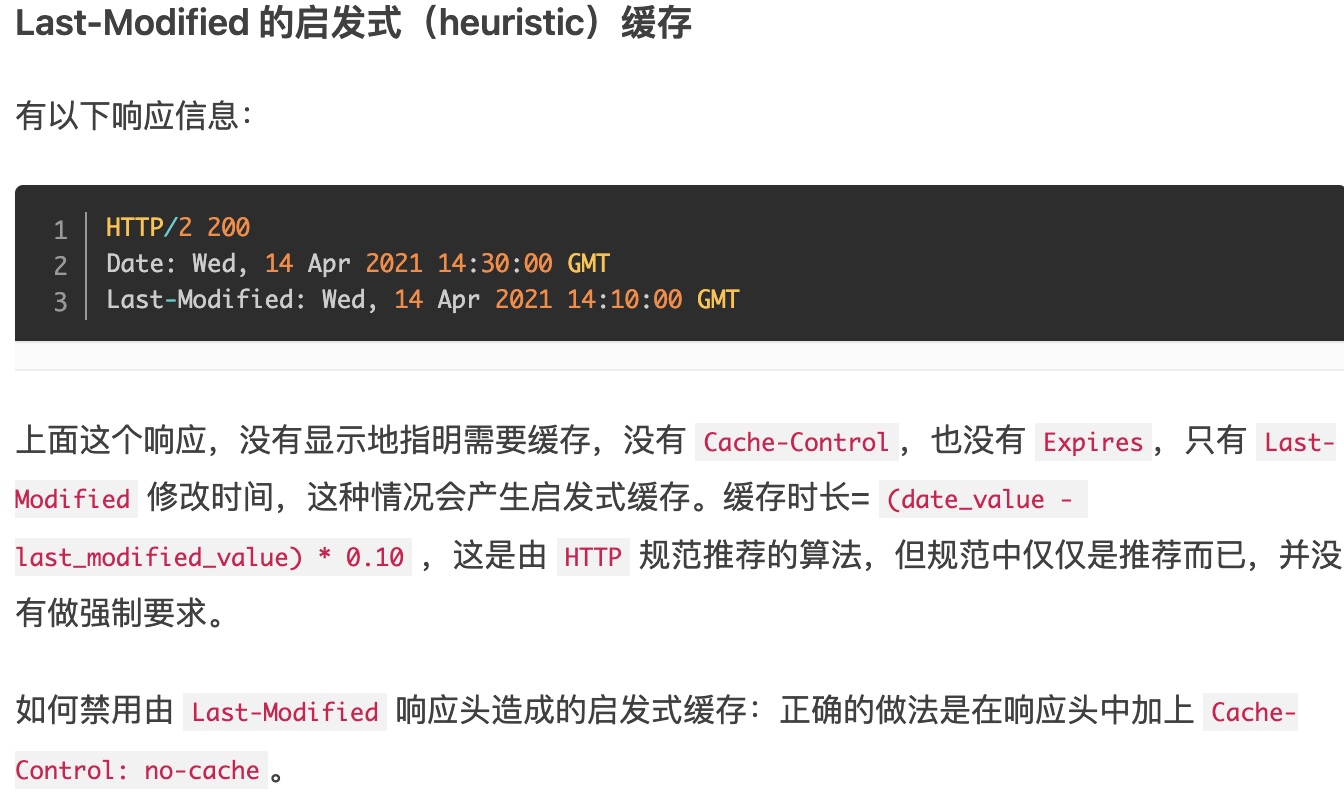 Last-Modified 的启发式（heuristic）缓存
有以下响应信息：
1 HTTP/2 200
2 Date: Wed, 14 Apr 2021 14:30:00 GMT
3 Last-Modified: Wed, 14 Apr 2021 14:10:00 GMT
上面这个响应，没有显示地指明需要缓存，没有 Cache-Control，也没有 Expires，只有 Last-
Modified 修改时间，这种情况会产生启发式缓存。缓存时长= (date_value -
last_modified_value) * 0.10 ，这是由 HTTP 规范推荐的算法，但规范中仅仅是推荐而已，并没
有做强制要求。
如何禁用由 Last-Modified 响应头造成的启发式缓存：正确的做法是在响应头中加上 Cache-
Control: no-cache 。